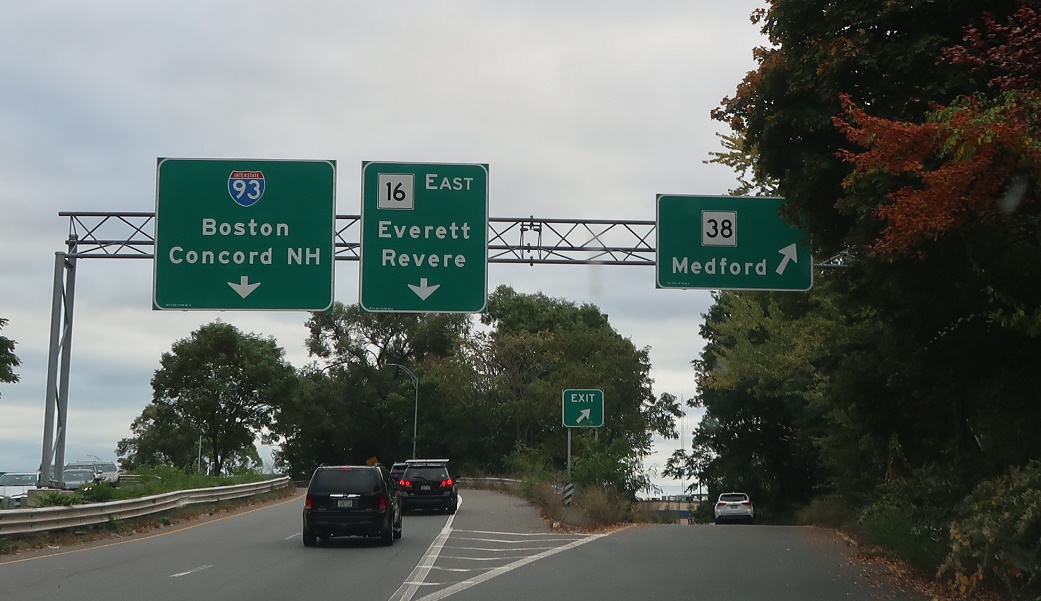 INTERSTATE
93
Boston
Concord NH
16 EAST
Everett
Revere
38
Medford
EXIT